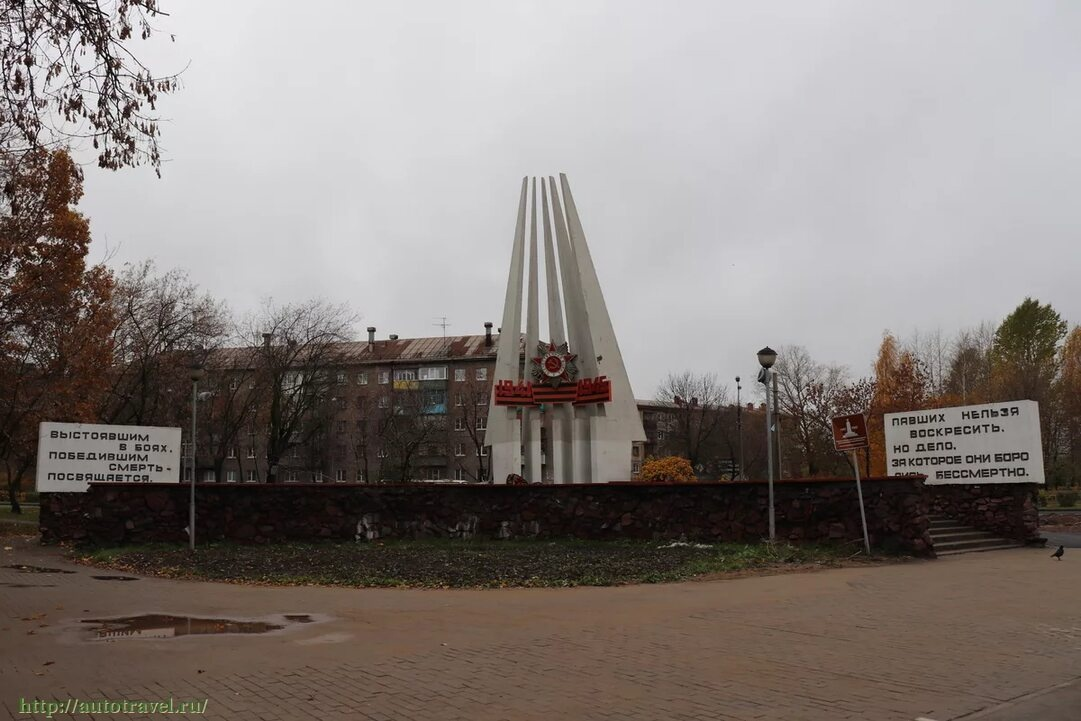 ВЫСТОЯВШИМ
В БОЯХ.
ПОБЕДИВШИМ
СМЕРТЬ.
ПОСВЯЩАЕТСЯ.
1941 1945
ПАВШИХ НЕЛЬЗЯ
ВОСКРЕСИТЬ.
НО ДЕЛО,
ЗА КОТОРОЕ ОНИ БОРО
БЕССМЕРТНО.
http://autotravel.ru/